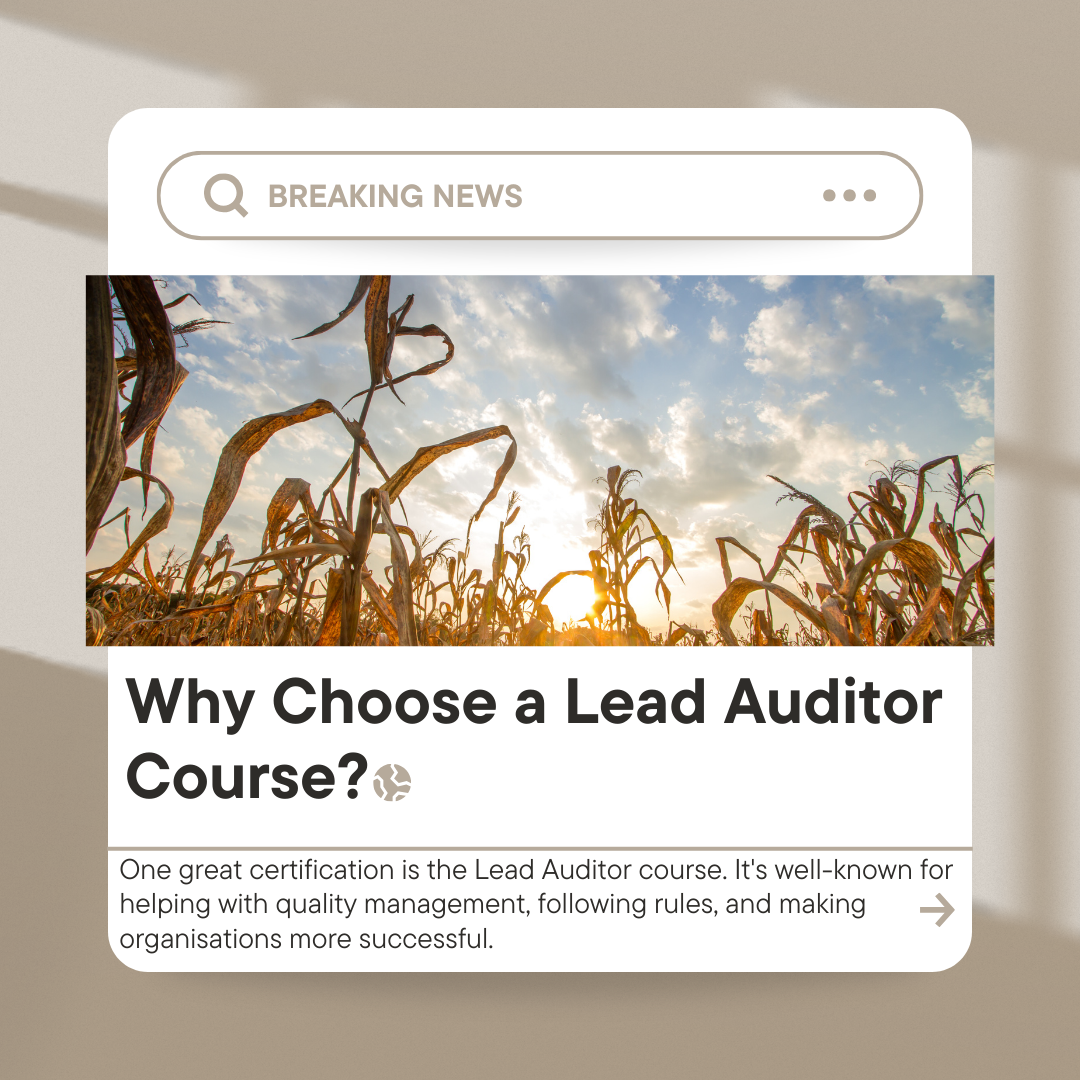 BREAKING NEWS
Why Choose a Lead Auditor
Course?
One great certification is the Lead Auditor course. It's well-known for
helping with quality management, following rules, and making
organisations more successful.